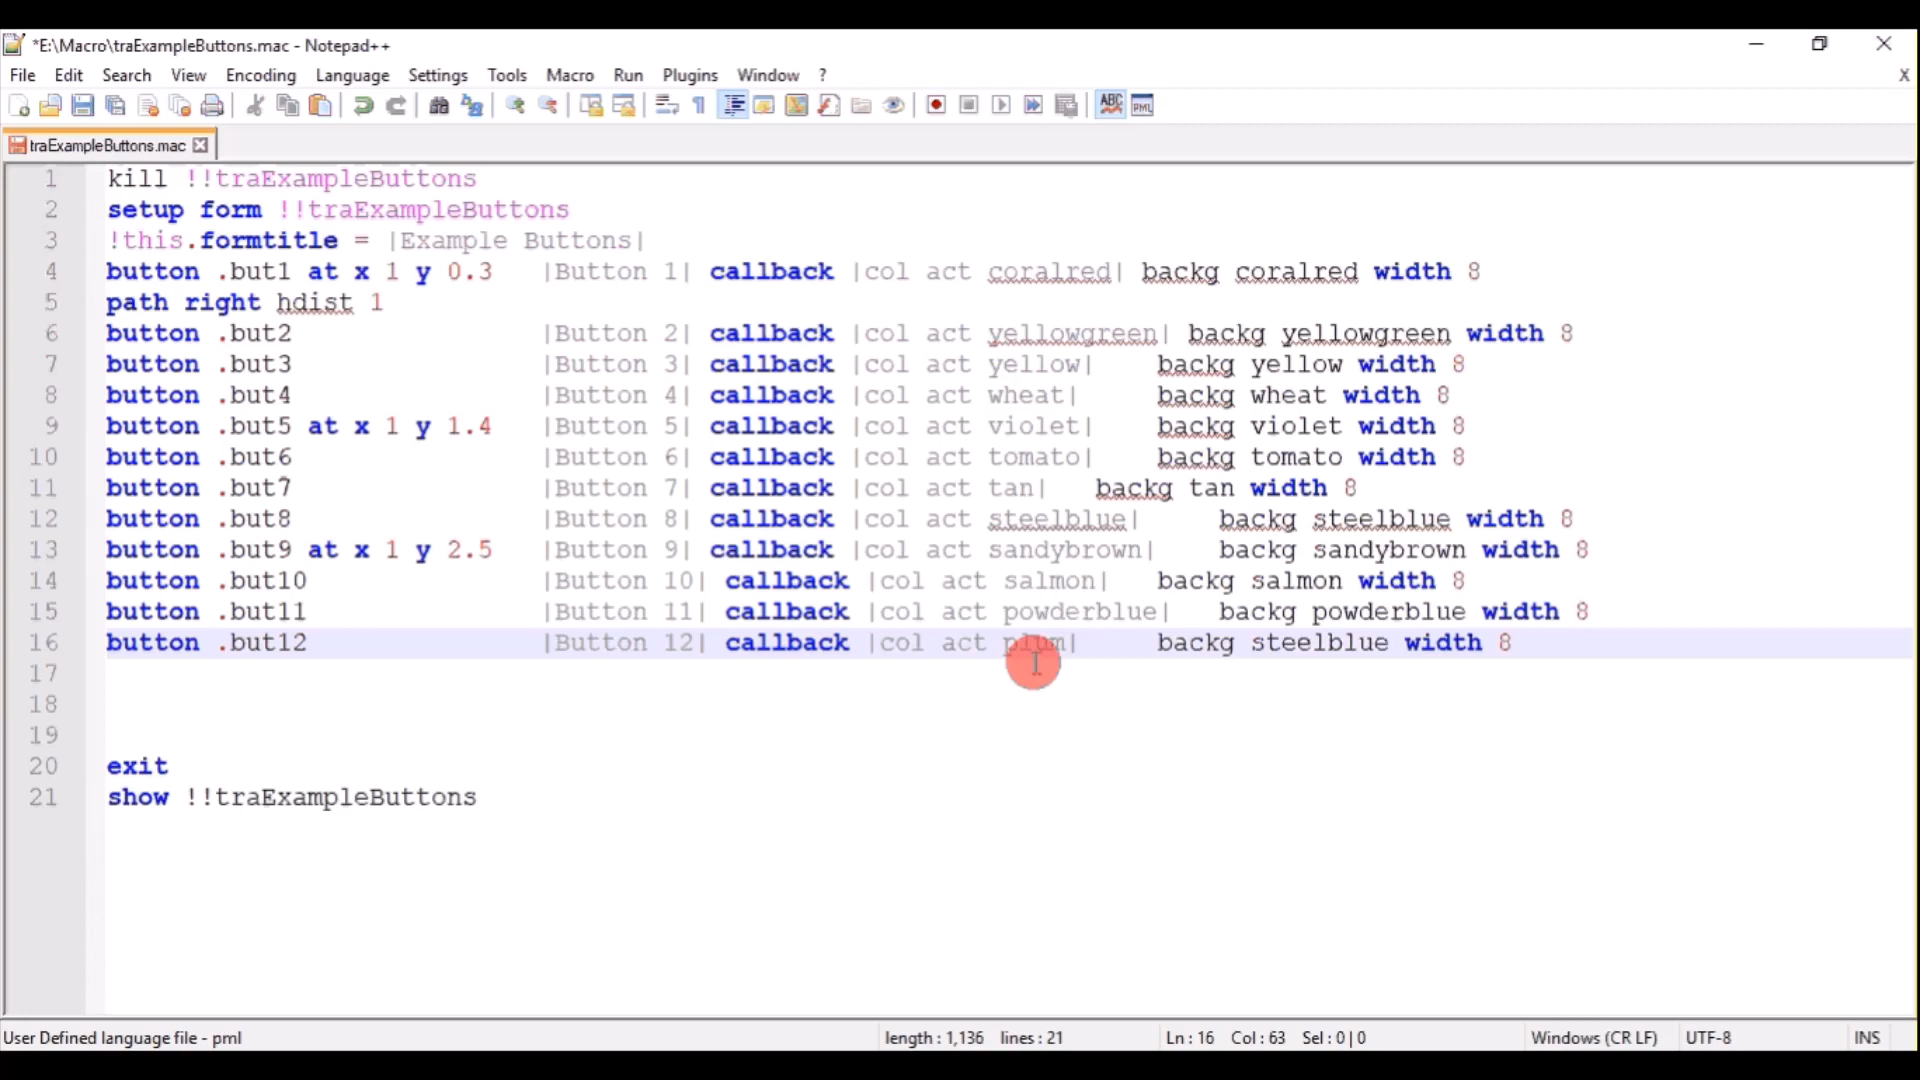 *E:\Macro\traExampleButtons.mac - Notepad++
File Edit Search View Encoding Language Settings Tools Macro Run Plugins Window ? X
ABC PML
traExampleButtons.mac
1 kill !!traExampleButtons
2 setup form !!traExampleButtons
3 !this.formtitle = |Example Buttons|
4 button .but1 at x 1 y 0.3 |Button 1| callback |col act coralred| backg coralred width 8
5 path right hdist 1
6 button .but2 |Button 2| callback |col act yellowgreen| backg yellowgreen width 8
7 button .but3 |Button 3| callback |col act yellow| backg yellow width 8
8 button .but4 |Button 4| callback |col act wheat| backg wheat width 8
9 button .but5 at x 1 y 1.4 |Button 5| callback |col act violet| backg violet width 8
10 button .but6 |Button 6| callback |col act tomato| backg tomato width 8
11 button .but7 |Button 7| callback |col act tan| backg tan width 8
12 button .but8 |Button 8| callback |col act steelblue| backg steelblue width 8
13 button .but9 at x 1 y 2.5 |Button 9| callback |col act sandybrown| backg sandybrown width 8
14 button .but10 |Button 10| callback |col act salmon| backg salmon width 8
15 button .but11 |Button 11| callback |col act powderblue| backg powderblue width 8
16 button .but12 |Button 12| callback |col act plum| backg steelblue width 8
17
18
19
20 exit
21 show !!traExampleButtons
User Defined language file - pml length : 1,136 lines : 21 Ln : 16 Col : 63 Sel : 0 | 0 Windows (CR LF) UTF-8 INS